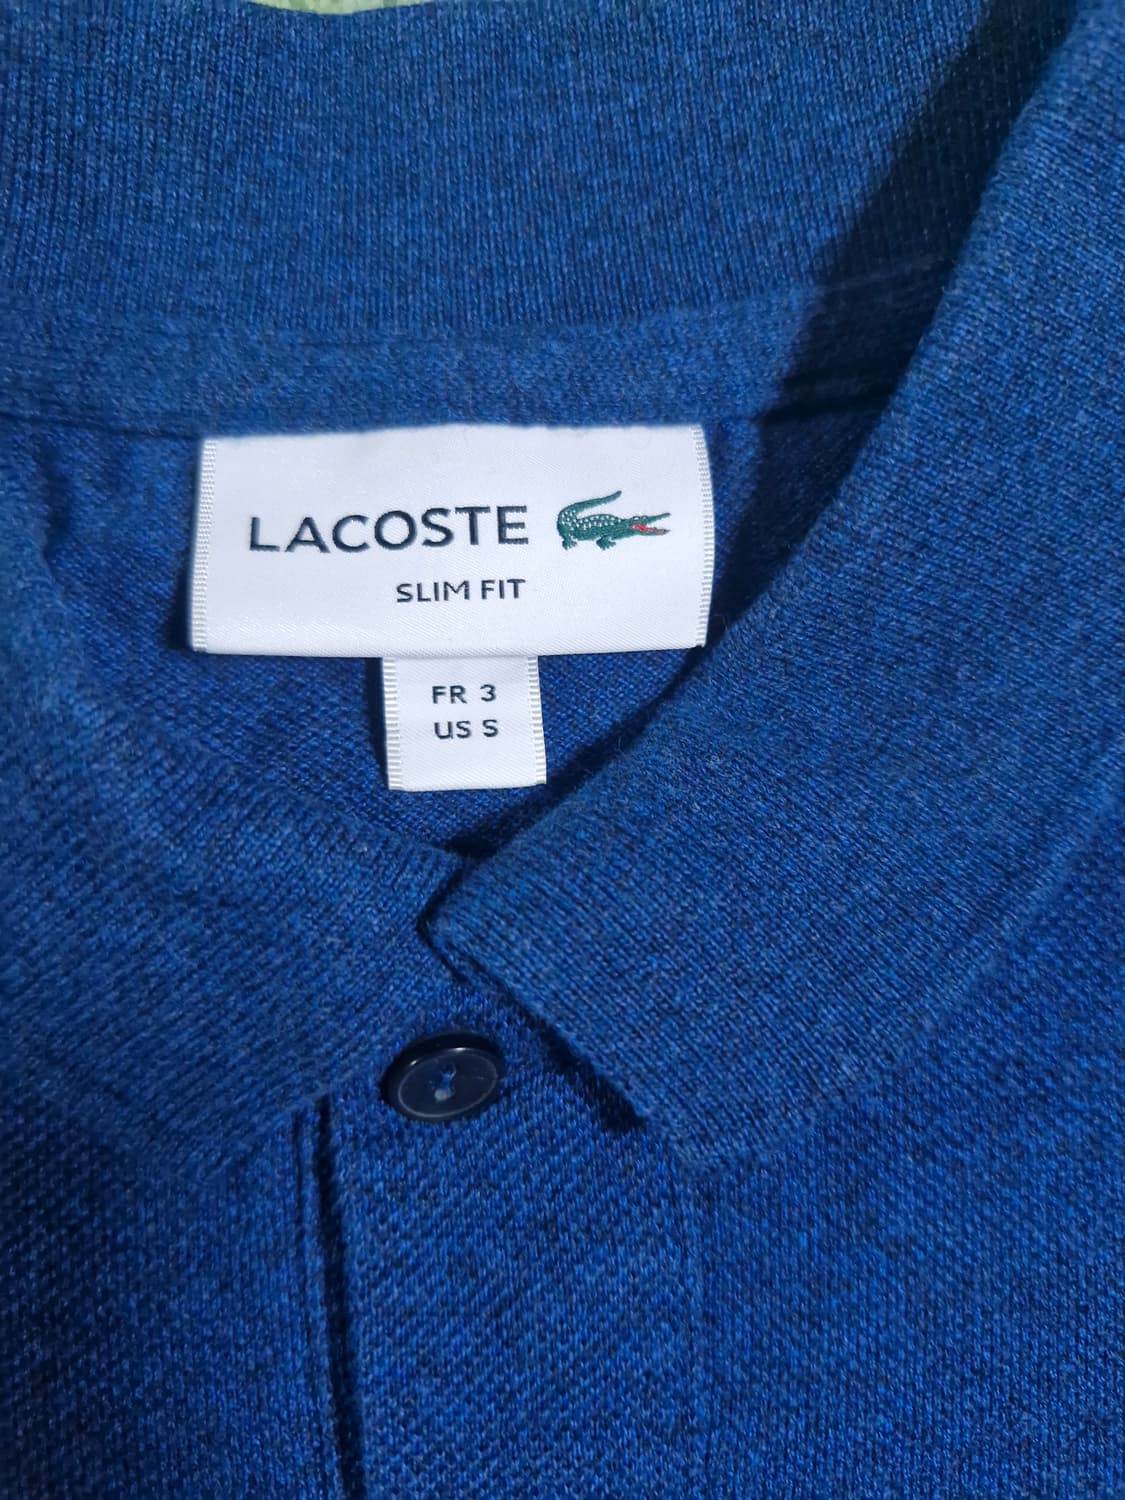 LACOSTE
SLIM FIT
FR 3
US S